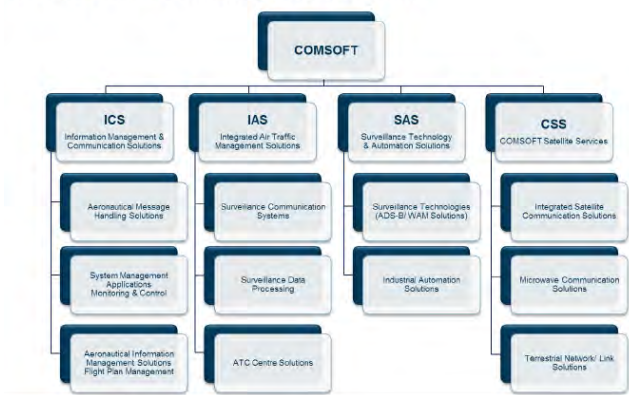 COMSOFT
ICS
Information Management &
Communication Solutions
Aeronautical Message
Handling Solutions
System Management
Applications
Monitoring & Control
Aeronautical Information
Management Solutions
Flight Plan Management
IAS
Integrated Air Traffic
Management Solutions
Surveillance Communication
Systems
Surveillance Data
Processing
ATC Centre Solutions
SAS
Surveillance Technology
& Automation Solutions
Surveillance Technologies
(ADS-B/ WAM Solutions)
Industrial Automation
Solutions
CSS
COMSOFT Satellite Services
Integrated Satellite
Communication Solutions
Microwave Communication
Solutions
Terrestrial Network/ Link
Solutions